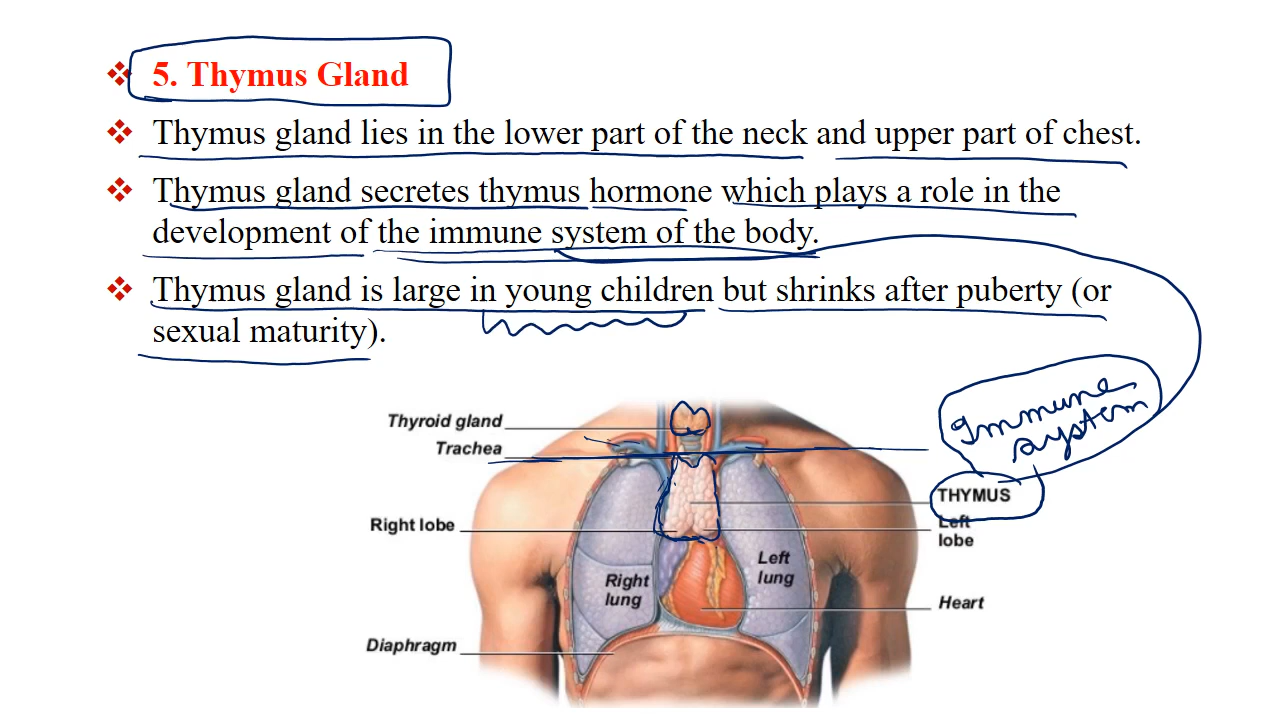 ❖ 5. Thymus Gland
❖ Thymus gland lies in the lower part of the neck and upper part of chest.
❖ Thymus gland secretes thymus hormone which plays a role in the
development of the immune system of the body.
❖ Thymus gland is large in young children but shrinks after puberty (or
sexual maturity).
Immune
system
Thyroid gland
Trachea
THYMUS
Right lobe
Left
lobe
Left
lung
Right
lung
Heart
Diaphragm